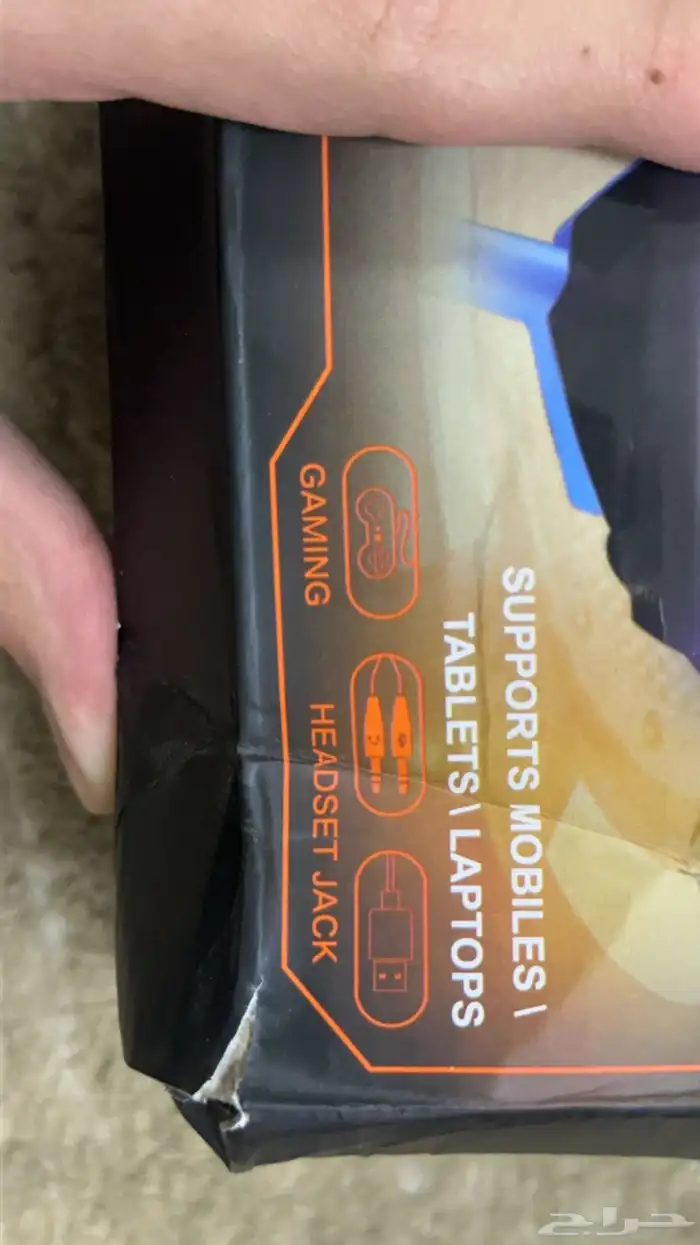 SUPPORTS MOBILES \
TABLETS \ LAPTOPS
GAMING
HEADSET JACK
حراج